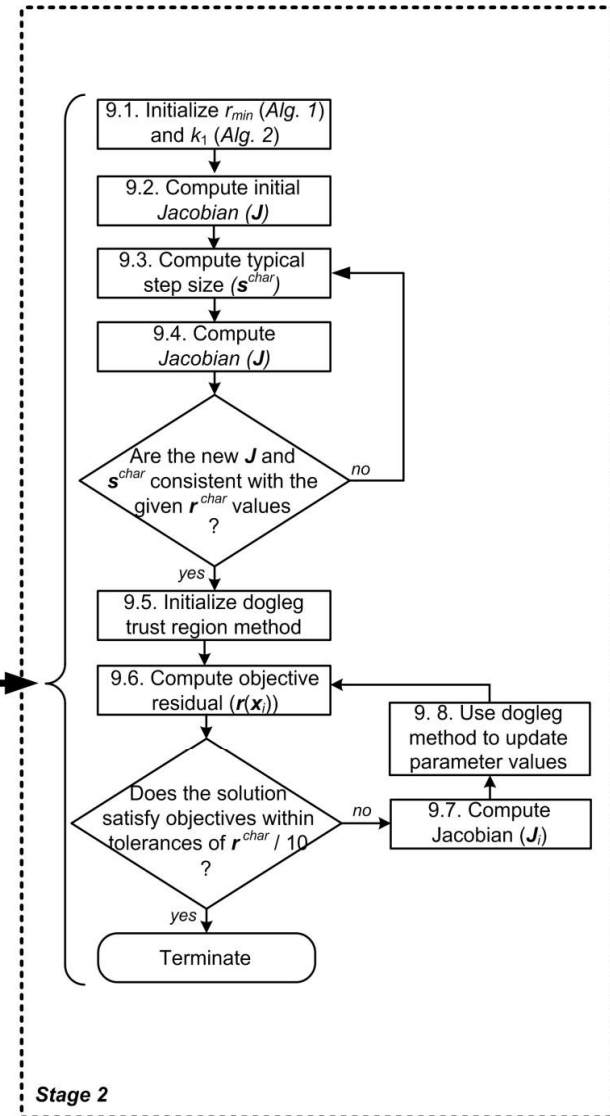 9.1. Initialize r_min (Alg. 1)
and k_1 (Alg. 2)
9.2. Compute initial
Jacobian (J)
9.3. Compute typical
step size (s^char)
9.4. Compute
Jacobian (J)
Are the new J and
s^char consistent with the
given r^char values
?
no
yes
9.5. Initialize dogleg
trust region method
9.6. Compute objective
residual (r(x_i))
Does the solution
satisfy objectives within
tolerances of r^char / 10
?
no
9.7. Compute
Jacobian (J_i)
9. 8. Use dogleg
method to update
parameter values
yes
Terminate
Stage 2